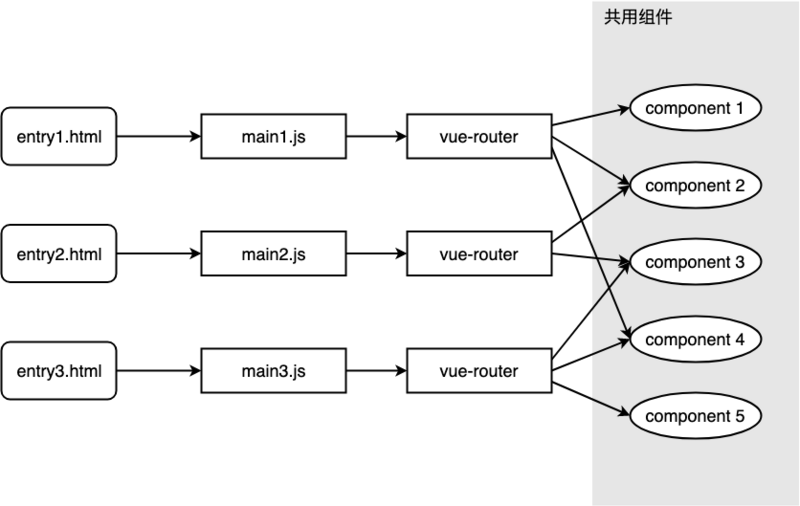 共用组件
component 1
entry1.html
main1.js
vue-router
component 2
entry2.html
main2.js
vue-router
component 3
component 4
entry3.html
main3.js
vue-router
component 5